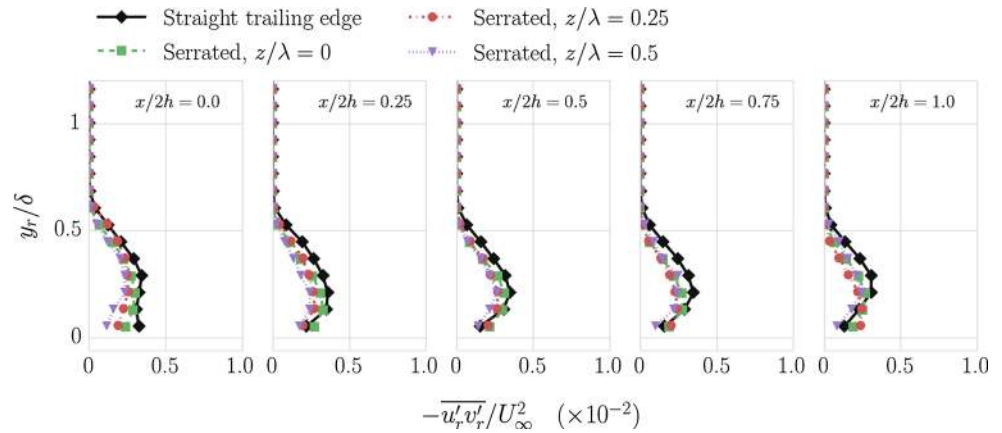 Straight trailing edge
Serrated, z/λ = 0
Serrated, z/λ = 0.25
Serrated, z/λ = 0.5
x/2h = 0.0
x/2h = 0.25
x/2h = 0.5
x/2h = 0.75
x/2h = 1.0
1
0.5
0
y_r/δ
0 0.5 1.0
0 0.5 1.0
0 0.5 1.0
0 0.5 1.0
0 0.5 1.0
−\overline{u'_r v'_r}/U²_∞ (×10⁻²)